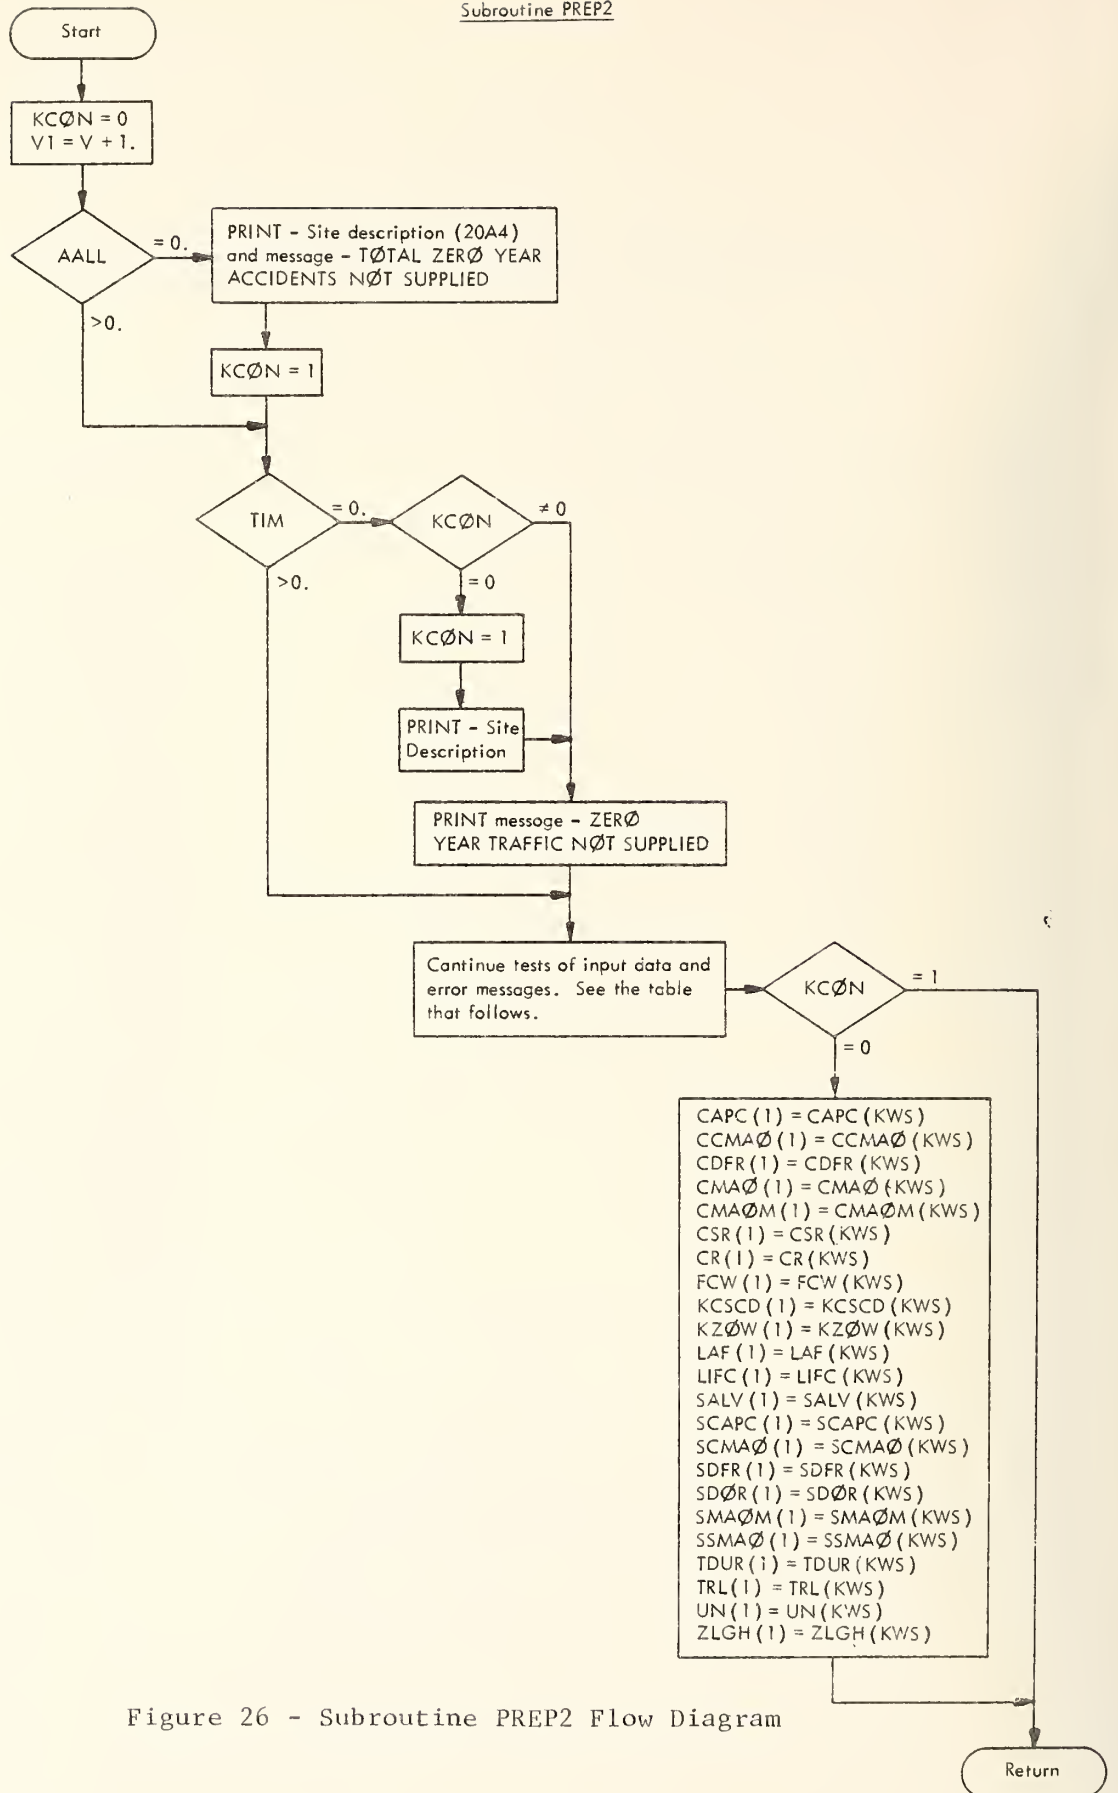 Subroutine PREP2
Start
KCØN = 0
V1 = V + 1.
AALL
= 0.
>0.
PRINT - Site description (20A4)
and message - TØTAL ZERØ YEAR
ACCIDENTS NØT SUPPLIED
KCØN = 1
TIM
= 0.
>0.
KCØN
≠ 0
= 0
KCØN = 1
PRINT - Site
Description
PRINT message - ZERØ
YEAR TRAFFIC NØT SUPPLIED
Continue tests of input data and
error messages. See the table
that follows.
KCØN
= 1
= 0
CAPC (1) = CAPC (KWS)
CCMAØ (1) = CCMAØ (KWS)
CDFR (1) = CDFR (KWS)
CMAØ (1) = CMAØ (KWS)
CMAØM (1) = CMAØM (KWS)
CSR (1) = CSR (KWS)
CR (1) = CR (KWS)
FCW (1) = FCW (KWS)
KCSCD (1) = KCSCD (KWS)
KZØW (1) = KZØW (KWS)
LAF (1) = LAF (KWS)
LIFC (1) = LIFC (KWS)
SALV (1) = SALV (KWS)
SCAPC (1) = SCAPC (KWS)
SCMAØ (1) = SCMAØ (KWS)
SDFR (1) = SDFR (KWS)
SDØR (1) = SDØR (KWS)
SMAØM (1) = SMAØM (KWS)
SSMAØ (1) = SSMAØ (KWS)
TDUR (1) = TDUR (KWS)
TRL (1) = TRL (KWS)
UN (1) = UN (KWS)
ZLGH (1) = ZLGH (KWS)
Return
Figure 26 - Subroutine PREP2 Flow Diagram